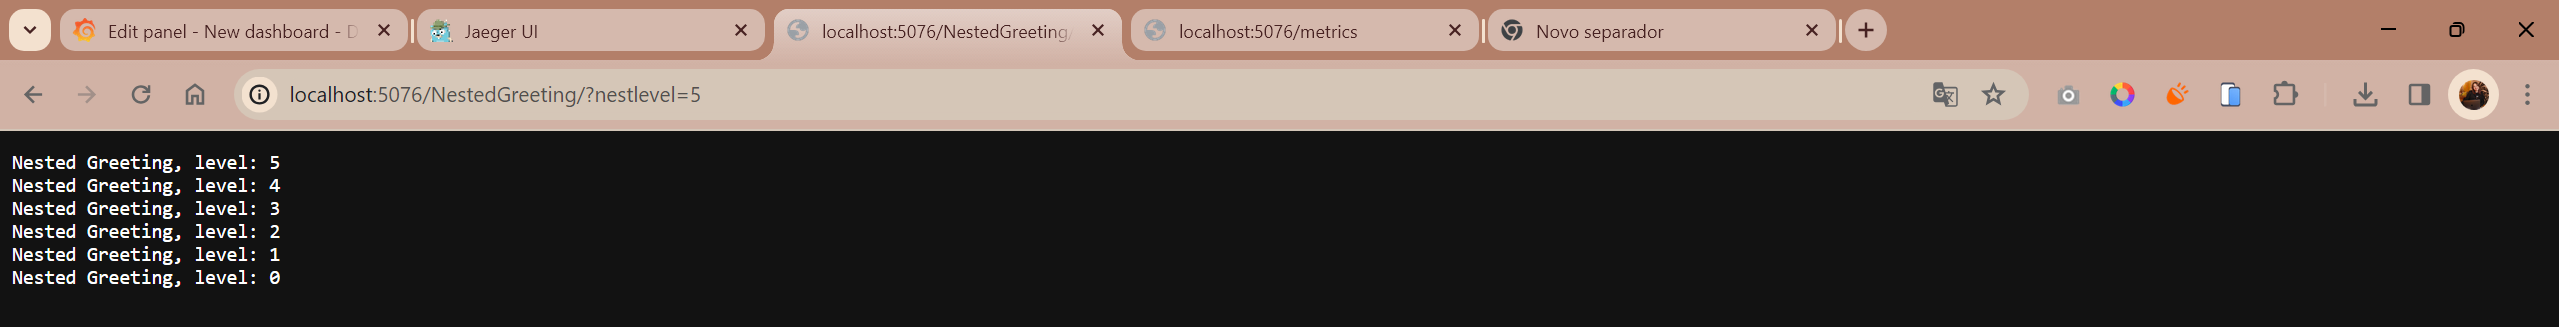 Edit panel - New dashboard - D
Jaeger UI
localhost:5076/NestedGreeting/
localhost:5076/metrics
Novo separador
localhost:5076/NestedGreeting/?nestlevel=5
Nested Greeting, level: 5
Nested Greeting, level: 4
Nested Greeting, level: 3
Nested Greeting, level: 2
Nested Greeting, level: 1
Nested Greeting, level: 0